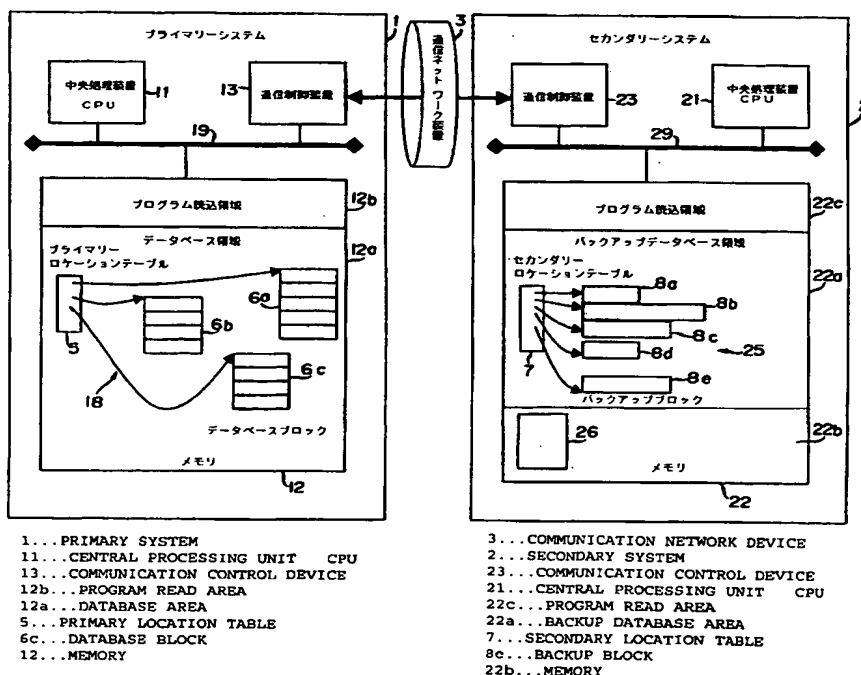 プライマリーシステム
1
中央処理装置
CPU
11
13
通信制御装置
19
3
通信ネットワーク装置
セカンダリーシステム
2
通信制御装置
23
21
中央処理装置
CPU
29
プログラム読込領域
12b
データベース領域
12a
プライマリー
ロケーションテーブル
5
6a
6b
6c
18
データベースブロック
メモリ
12
プログラム読込領域
22c
バックアップデータベース領域
22a
セカンダリー
ロケーションテーブル
7
8a
8b
8c
8d
25
8e
バックアップブロック
26
22b
メモリ
22
1...PRIMARY SYSTEM
11...CENTRAL PROCESSING UNIT CPU
13...COMMUNICATION CONTROL DEVICE
12b...PROGRAM READ AREA
12a...DATABASE AREA
5...PRIMARY LOCATION TABLE
6c...DATABASE BLOCK
12...MEMORY
3...COMMUNICATION NETWORK DEVICE
2...SECONDARY SYSTEM
23...COMMUNICATION CONTROL DEVICE
21...CENTRAL PROCESSING UNIT CPU
22c...PROGRAM READ AREA
22a...BACKUP DATABASE AREA
7...SECONDARY LOCATION TABLE
8e...BACKUP BLOCK
22b...MEMORY